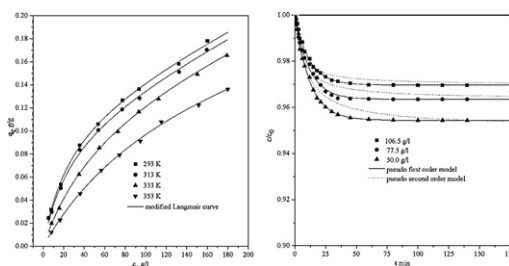 0.20
0.18
0.16
0.14
0.12
0.10
0.08
0.06
0.04
0.02
0.00
293 K
313 K
333 K
353 K
modified Langmuir curve
0 20 40 60 80 100 120 140 160 180 200
1.00
0.98
0.96
0.94
0.92
0.90
c/c0
106.5 g/l
77.5 g/l
50.0 g/l
pseudo first order model
pseudo second order model
0 25 50 75 100 125 150
t min